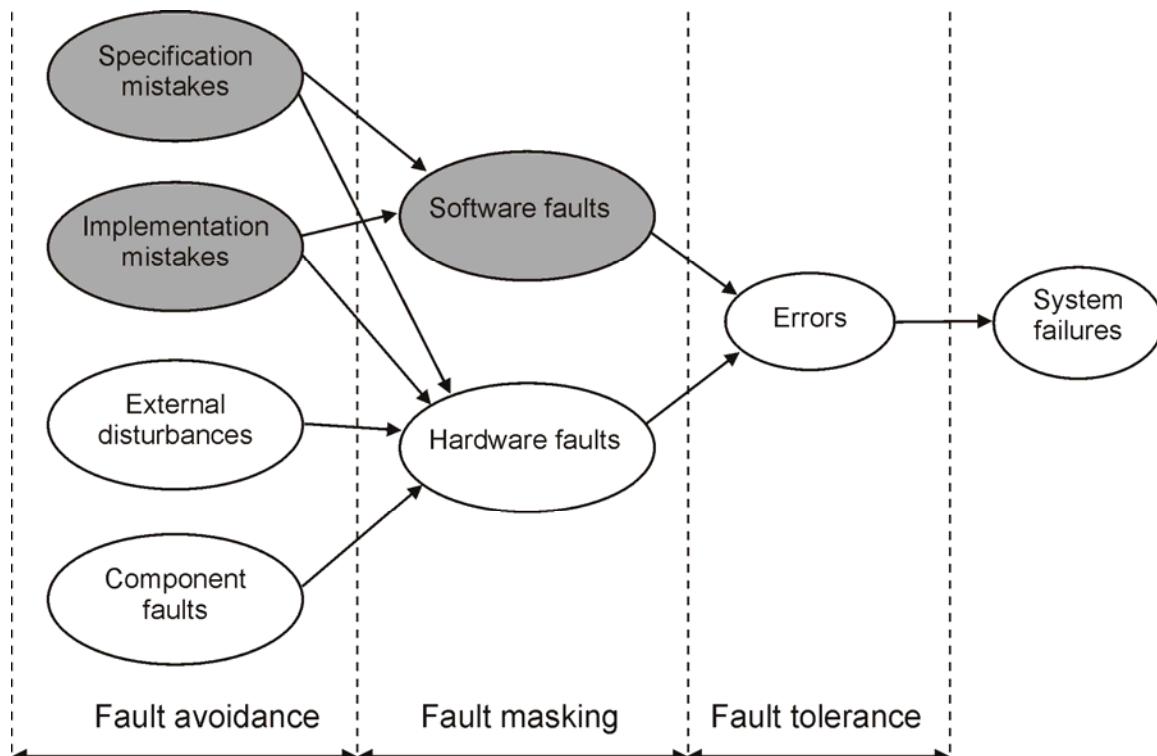 Specification
mistakes
Implementation
mistakes
External
disturbances
Component
faults
Software faults
Hardware faults
Errors
System
failures
Fault avoidance
Fault masking
Fault tolerance